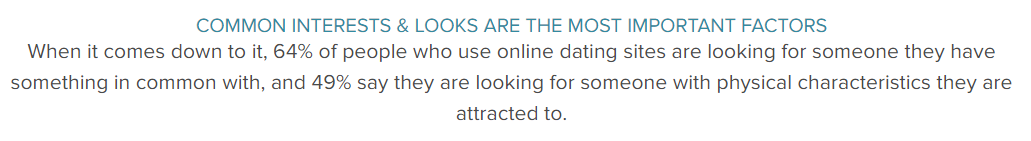 COMMON INTERESTS & LOOKS ARE THE MOST IMPORTANT FACTORS
When it comes down to it, 64% of people who use online dating sites are looking for someone they have
something in common with, and 49% say they are looking for someone with physical characteristics they are
attracted to.